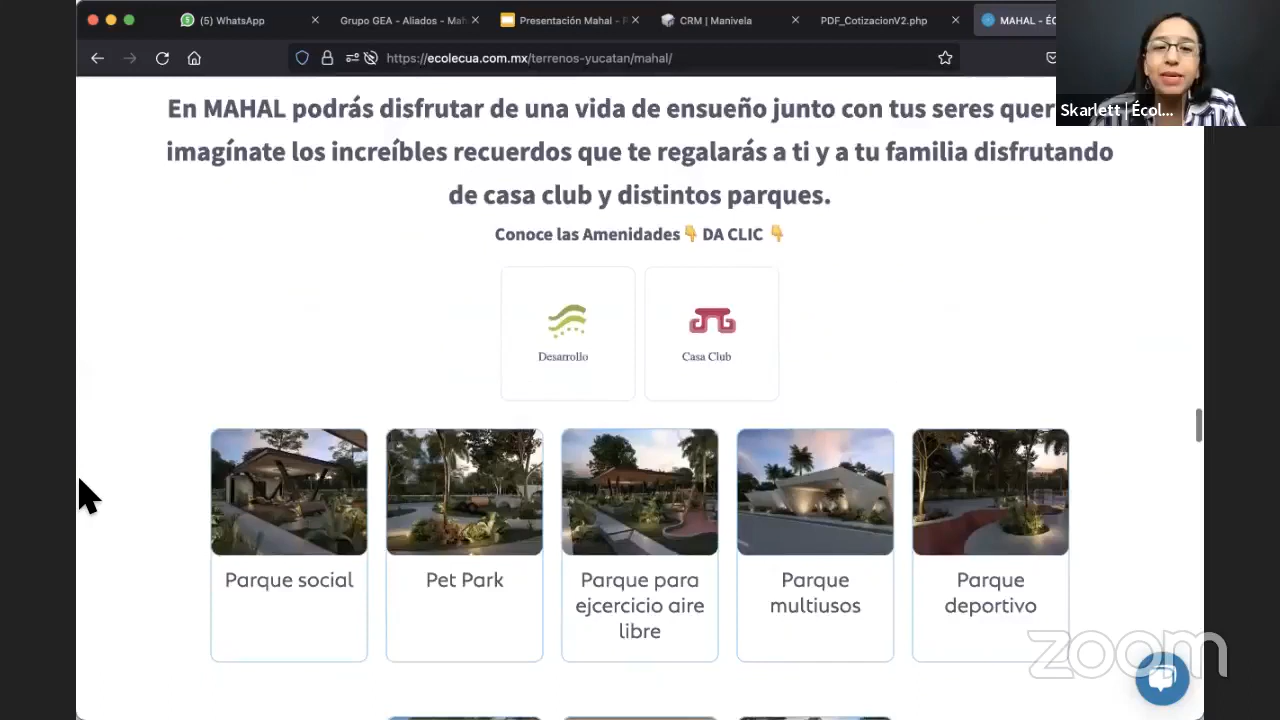 (5) WhatsApp
Grupo GEA - Aliados - Mah
Presentación Mahal -
CRM | Manivela
PDF_CotizacionV2.php
MAHAL - ÉC
https://ecolecua.com.mx/terrenos-yucatan/mahal/
Skarlett | Écol...
En MAHAL podrás disfrutar de una vida de ensueño junto con tus seres quer
imagínate los increíbles recuerdos que te regalarás a ti y a tu familia disfrutando
de casa club y distintos parques.
Conoce las Amenidades👇 DA CLIC 👇
Desarrollo
Casa Club
Parque social
Pet Park
Parque para
ejcercicio aire
libre
Parque
multiusos
Parque
deportivo
zoom